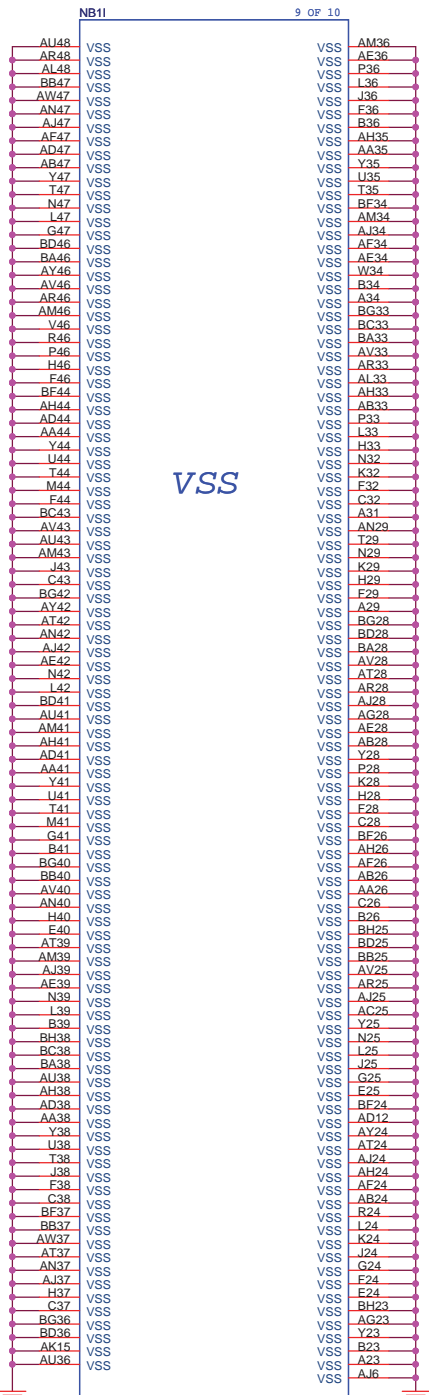 NB1I 9 OF 10
AU48 VSS VSS AM36
AR48 VSS VSS AE36
AL48 VSS VSS P36
BB47 VSS VSS L36
AW47 VSS VSS J36
AN47 VSS VSS F36
AJ47 VSS VSS B36
AF47 VSS VSS AH35
AD47 VSS VSS AA35
AB47 VSS VSS Y35
Y47 VSS VSS U35
T47 VSS VSS T35
N47 VSS VSS BF34
L47 VSS VSS AM34
G47 VSS VSS AJ34
BD46 VSS VSS AF34
BA46 VSS VSS AE34
AY46 VSS VSS W34
AV46 VSS VSS B34
AR46 VSS VSS A34
AM46 VSS VSS BG33
V46 VSS VSS BC33
R46 VSS VSS BA33
P46 VSS VSS AV33
H46 VSS VSS AR33
F46 VSS VSS AL33
BF44 VSS VSS AH33
AH44 VSS VSS AB33
AD44 VSS VSS P33
AA44 VSS VSS L33
Y44 VSS VSS H33
U44 VSS VSS N32
T44 VSS VSS K32
M44 VSS VSS F32
F44 VSS VSS C32
BC43 VSS VSS A31
AV43 VSS VSS AN29
AU43 VSS VSS T29
AM43 VSS VSS N29
J43 VSS VSS K29
C43 VSS VSS H29
BG42 VSS VSS F29
AY42 VSS VSS A29
AT42 VSS VSS BG28
AN42 VSS VSS BD28
AJ42 VSS VSS BA28
AE42 VSS VSS AV28
N42 VSS VSS AT28
L42 VSS VSS AR28
BD41 VSS VSS AJ28
AU41 VSS VSS AG28
AM41 VSS VSS AE28
AH41 VSS VSS AB28
AD41 VSS VSS Y28
AA41 VSS VSS P28
Y41 VSS VSS K28
U41 VSS VSS H28
T41 VSS VSS F28
M41 VSS VSS C28
G41 VSS VSS BF26
B41 VSS VSS AH26
BG40 VSS VSS AF26
BB40 VSS VSS AB26
AV40 VSS VSS AA26
AN40 VSS VSS C26
H40 VSS VSS B26
E40 VSS VSS BH25
AT39 VSS VSS BD25
AM39 VSS VSS BB25
AJ39 VSS VSS AV25
AE39 VSS VSS AR25
N39 VSS VSS AJ25
L39 VSS VSS AC25
B39 VSS VSS Y25
BH38 VSS VSS N25
BC38 VSS VSS L25
BA38 VSS VSS J25
AU38 VSS VSS G25
AH38 VSS VSS E25
AD38 VSS VSS BF24
AA38 VSS VSS AD12
Y38 VSS VSS AY24
U38 VSS VSS AT24
T38 VSS VSS AJ24
J38 VSS VSS AH24
F38 VSS VSS AF24
C38 VSS VSS AB24
BF37 VSS VSS R24
BB37 VSS VSS L24
AW37 VSS VSS K24
AT37 VSS VSS J24
AN37 VSS VSS G24
AJ37 VSS VSS F24
H37 VSS VSS E24
C37 VSS VSS BH23
BG36 VSS VSS AG23
BD36 VSS VSS Y23
AK15 VSS VSS B23
AU36 VSS VSS A23
VSS AJ6
VSS